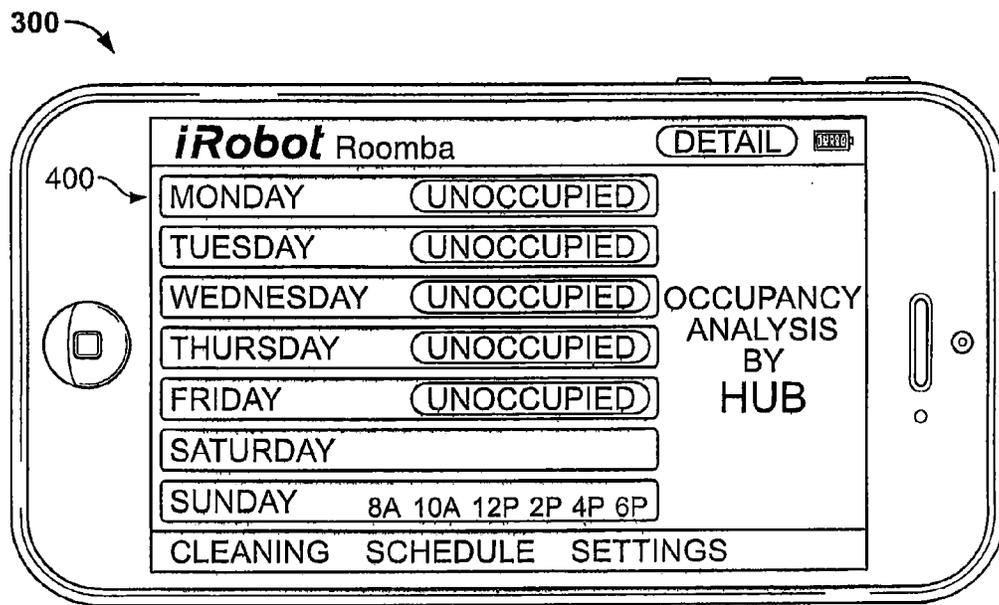 300
iRobot Roomba DETAIL
400
MONDAY UNOCCUPIED
TUESDAY UNOCCUPIED
WEDNESDAY UNOCCUPIED
THURSDAY UNOCCUPIED
FRIDAY UNOCCUPIED
SATURDAY
SUNDAY 8A 10A 12P 2P 4P 6P
OCCUPANCY
ANALYSIS
BY
HUB
CLEANING SCHEDULE SETTINGS